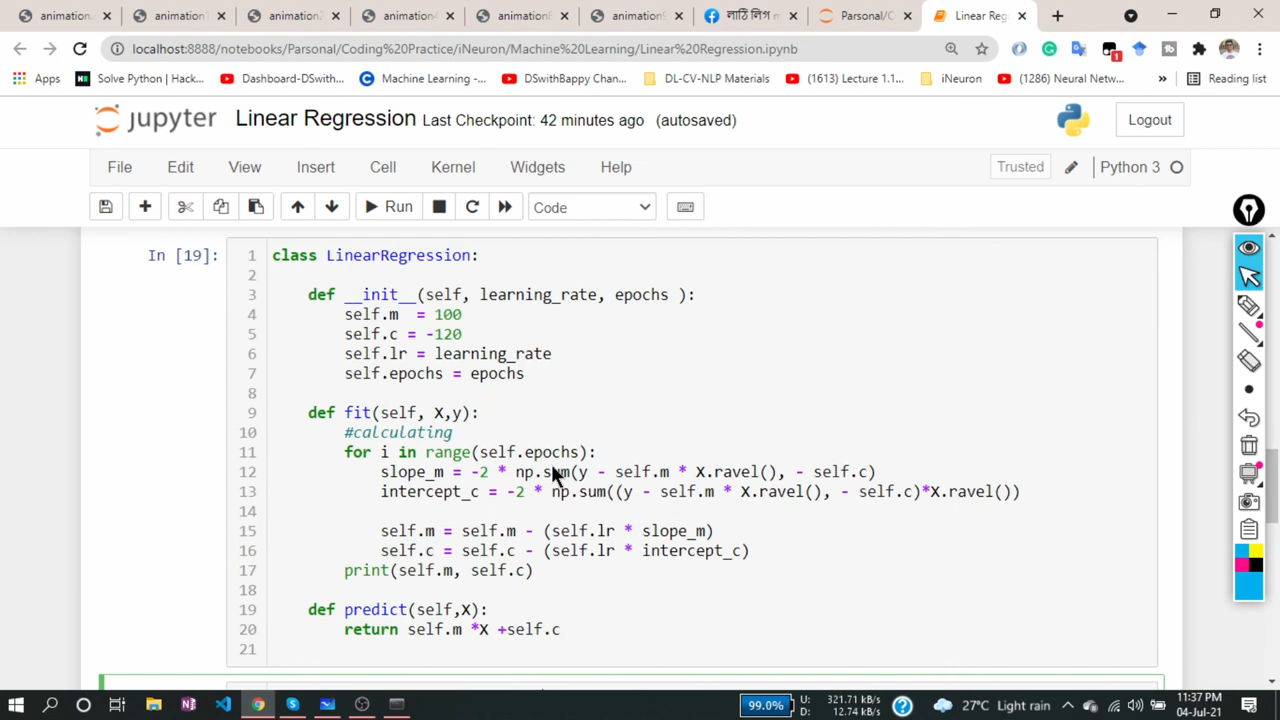 animation. animation1 animation2 animation4 animation8 animation9 লাঠি লিগ Parsonal/C Linear Reg
localhost:8888/notebooks/Parsonal/Coding%20Practice/iNeuron/Machine%20Learning/Linear%20Regression.ipynb
Apps Solve Python | Hack... Dashboard-DSwith... Machine Learning -... DSwithBappy Chan... DL-CV-NLP Materials (1613) Lecture 1.1... iNeuron (1286) Neural Netw... » Reading list
jupyter Linear Regression Last Checkpoint: 42 minutes ago (autosaved) Logout
File Edit View Insert Cell Kernel Widgets Help Trusted Python 3
Run Code
In [19]: 1 class LinearRegression:
2
3 def __init__(self, learning_rate, epochs ):
4 self.m = 100
5 self.c = -120
6 self.lr = learning_rate
7 self.epochs = epochs
8
9 def fit(self, X,y):
10 #calculating
11 for i in range(self.epochs):
12 slope_m = -2 * np.sum(y - self.m * X.ravel(), - self.c)
13 intercept_c = -2 * np.sum((y - self.m * X.ravel(), - self.c)*X.ravel())
14
15 self.m = self.m - (self.lr * slope_m)
16 self.c = self.c - (self.lr * intercept_c)
17 print(self.m, self.c)
18
19 def predict(self,X):
20 return self.m *X +self.c
21
99.0% U: 321.71 kB/s D: 12.74 kB/s 27°C Light rain 11:37 PM
04-Jul-21